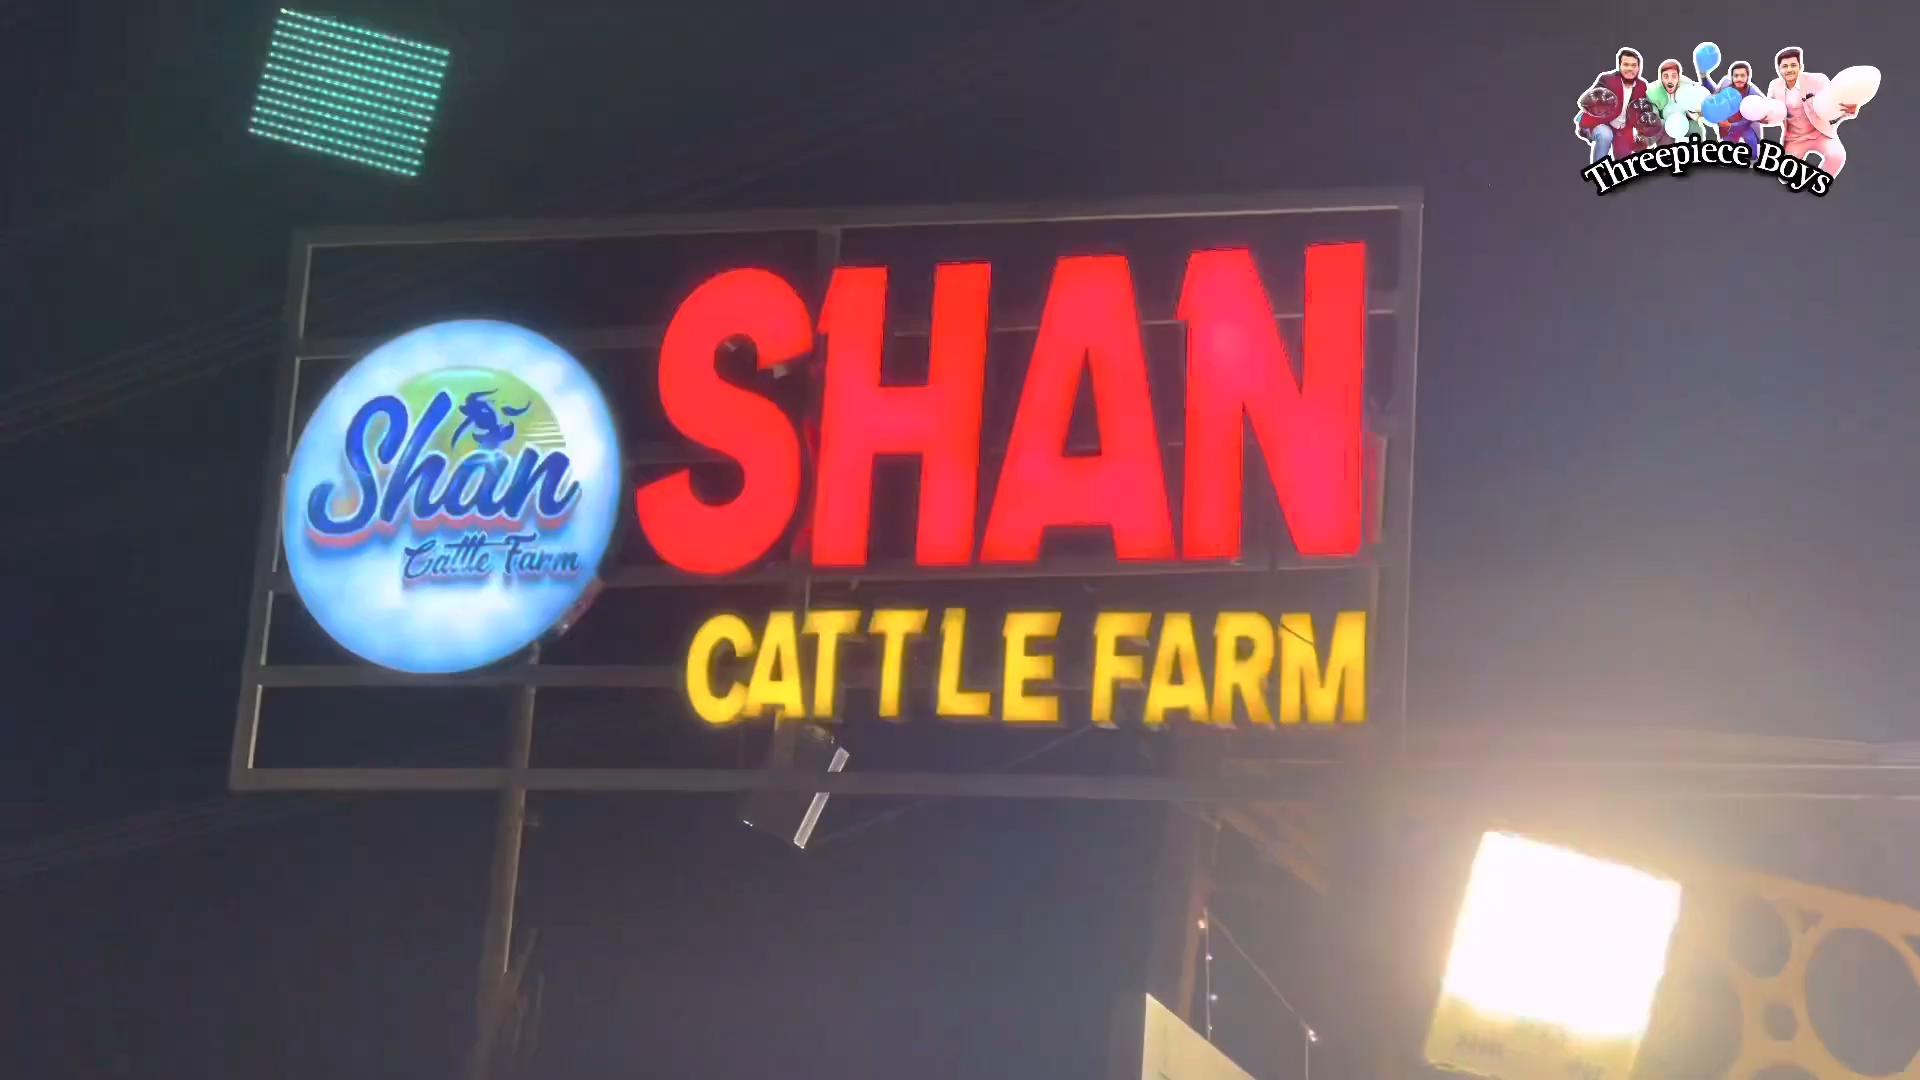 Threepiece Boys
SHAN
Shan
Cattle Farm
CATTLE FARM